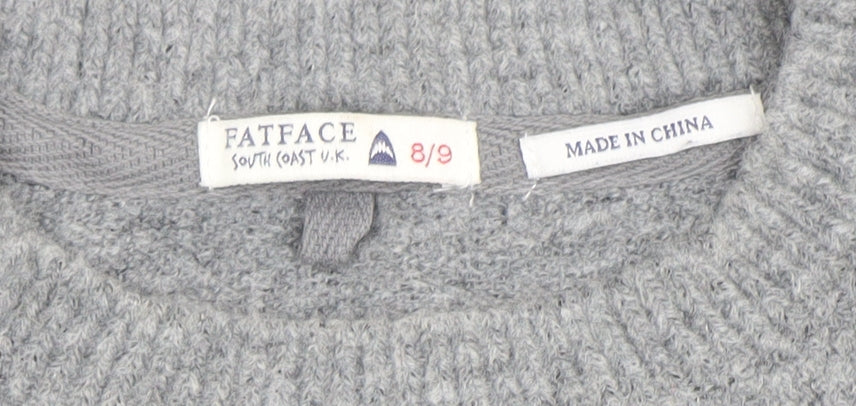 FATFACE
SOUTH COAST U.K.
8/9
MADE IN CHINA